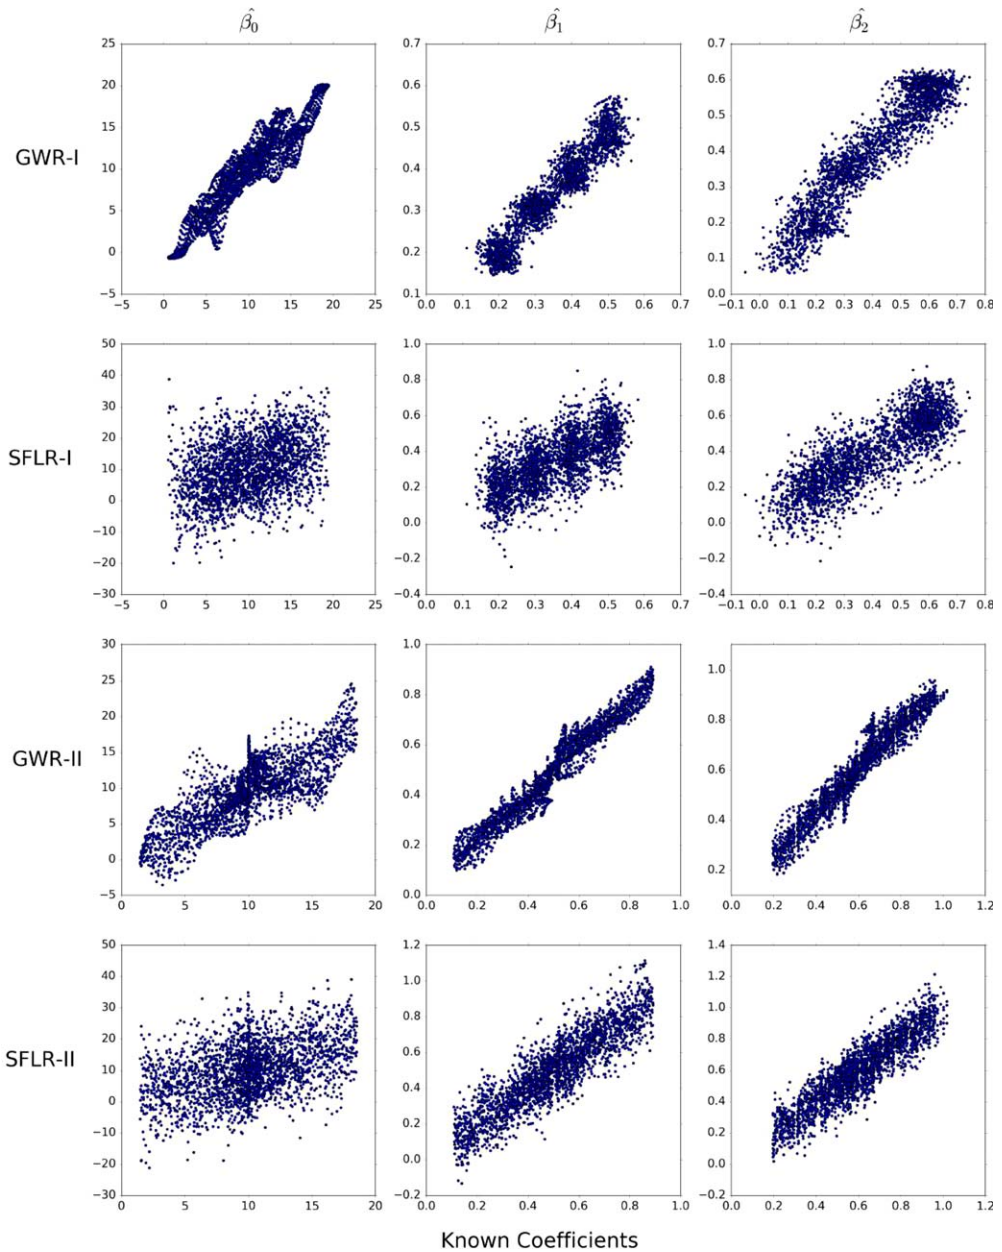 β̂₀ β̂₁ β̂₂
GWR-I
25 20 15 10 5 0 −5
−5 0 5 10 15 20 25
0.7 0.6 0.5 0.4 0.3 0.2 0.1
0.0 0.1 0.2 0.3 0.4 0.5 0.6 0.7
0.7 0.6 0.5 0.4 0.3 0.2 0.1 0.0
−0.1 0.0 0.1 0.2 0.3 0.4 0.5 0.6 0.7 0.8
SFLR-I
50 40 30 20 10 0 −10 −20 −30
−5 0 5 10 15 20 25
1.0 0.8 0.6 0.4 0.2 0.0 −0.2 −0.4
0.0 0.1 0.2 0.3 0.4 0.5 0.6 0.7
1.0 0.8 0.6 0.4 0.2 0.0 −0.2 −0.4
−0.1 0.0 0.1 0.2 0.3 0.4 0.5 0.6 0.7 0.8
GWR-II
30 25 20 15 10 5 0 −5
0 5 10 15 20
1.0 0.8 0.6 0.4 0.2 0.0
0.0 0.2 0.4 0.6 0.8 1.0
1.0 0.8 0.6 0.4 0.2
0.0 0.2 0.4 0.6 0.8 1.0 1.2
SFLR-II
50 40 30 20 10 0 −10 −20 −30
0 5 10 15 20
1.2 1.0 0.8 0.6 0.4 0.2 0.0 −0.2
0.0 0.2 0.4 0.6 0.8 1.0
1.4 1.2 1.0 0.8 0.6 0.4 0.2 0.0 −0.2
0.0 0.2 0.4 0.6 0.8 1.0 1.2
Known Coefficients